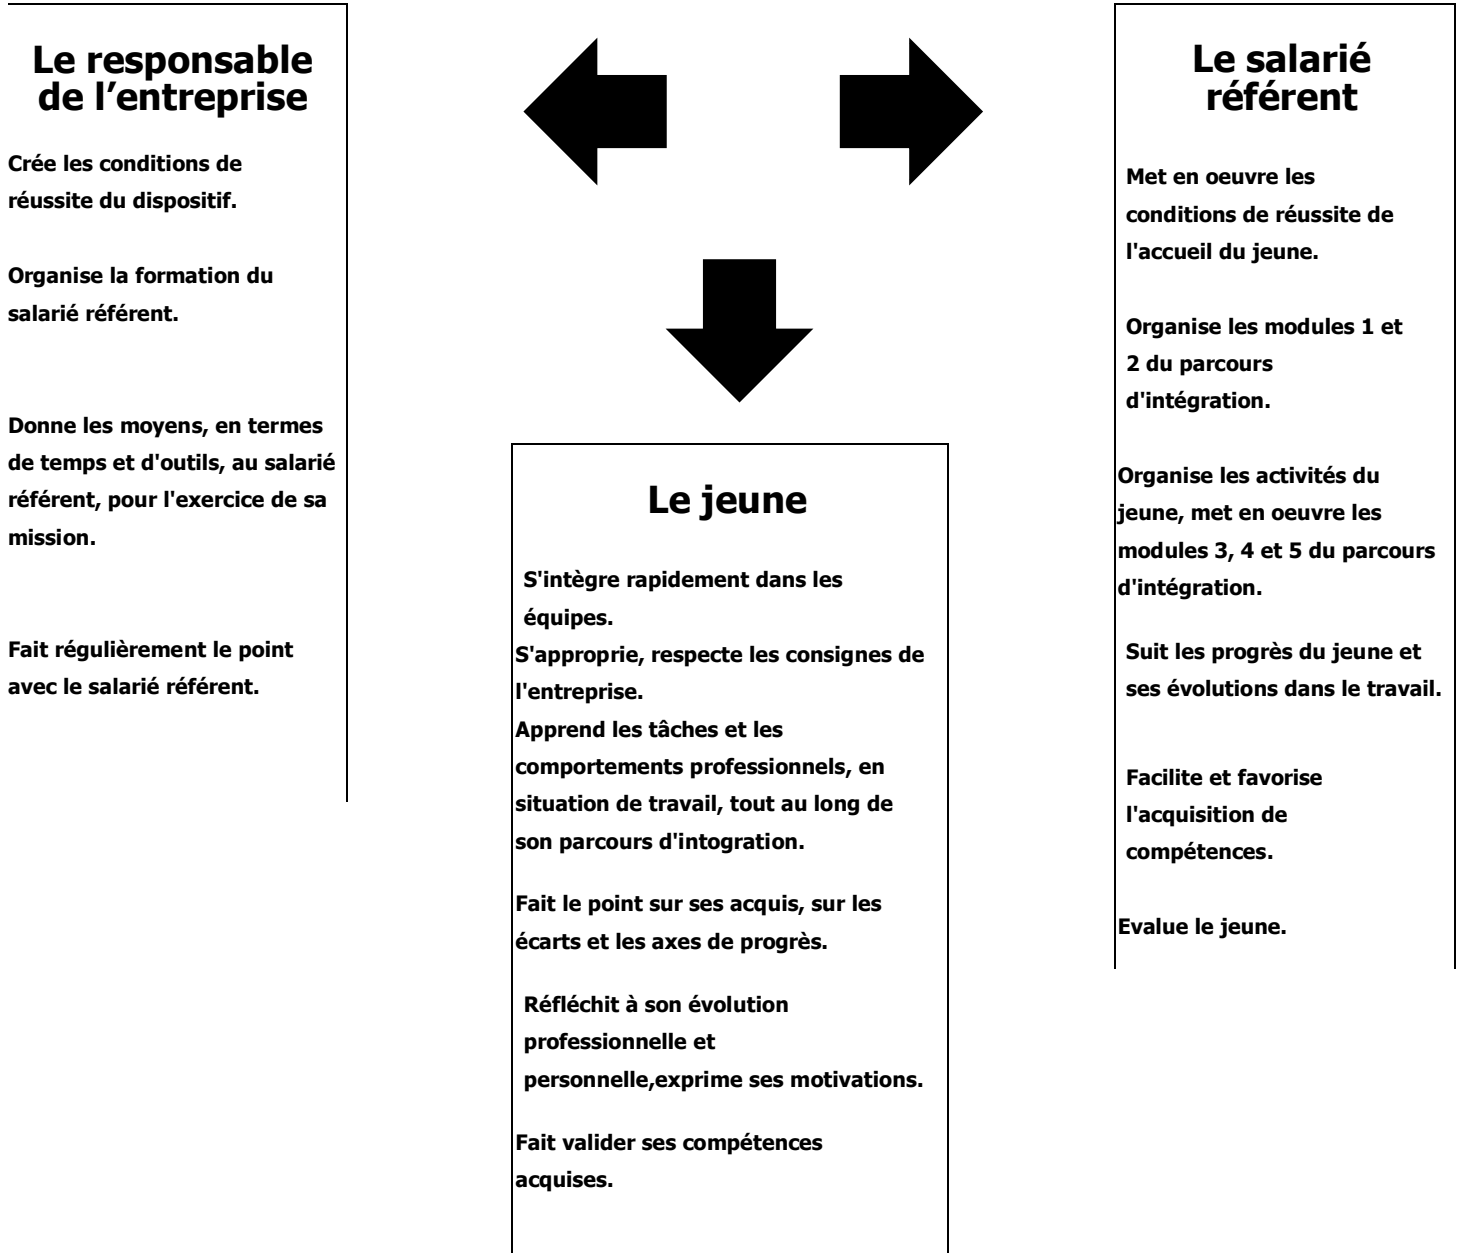 Le responsable
de l’entreprise
Crée les conditions de
réussite du dispositif.
Organise la formation du
salarié référent.
Donne les moyens, en termes
de temps et d'outils, au salarié
référent, pour l'exercice de sa
mission.
Fait régulièrement le point
avec le salarié référent.
Le jeune
S'intègre rapidement dans les
équipes.
S'approprie, respecte les consignes de
l'entreprise.
Apprend les tâches et les
comportements professionnels, en
situation de travail, tout au long de
son parcours d'intogration.
Fait le point sur ses acquis, sur les
écarts et les axes de progrès.
Réfléchit à son évolution
professionnelle et
personnelle,exprime ses motivations.
Fait valider ses compétences
acquises.
Le salarié
référent
Met en oeuvre les
conditions de réussite de
l'accueil du jeune.
Organise les modules 1 et
2 du parcours
d'intégration.
Organise les activités du
jeune, met en oeuvre les
modules 3, 4 et 5 du parcours
d'intégration.
Suit les progrès du jeune et
ses évolutions dans le travail.
Facilite et favorise
l'acquisition de
compétences.
Evalue le jeune.